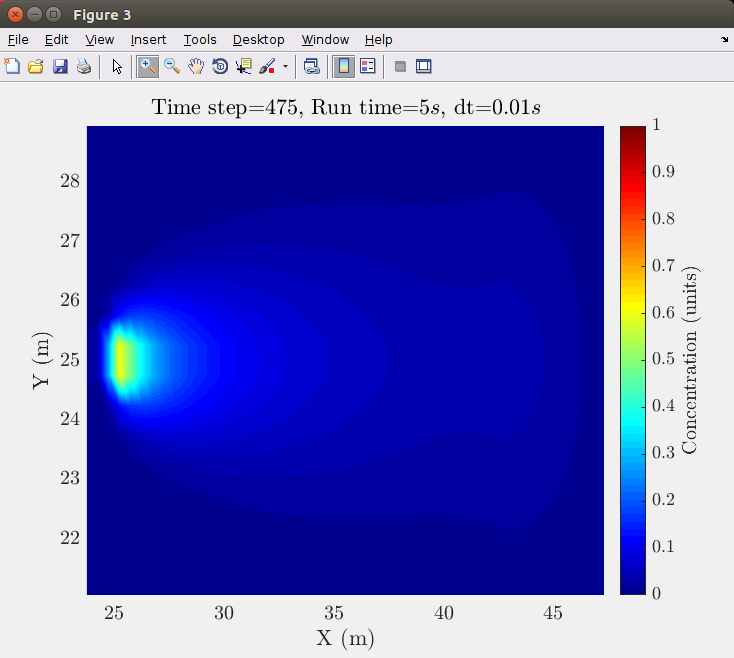 Figure 3
File Edit View Insert Tools Desktop Window Help
Time step=475, Run time=5s, dt=0.01s
28
27
26
25
24
23
22
Y (m)
25 30 35 40 45
X (m)
1
0.9
0.8
0.7
0.6
0.5
0.4
0.3
0.2
0.1
0
Concentration (units)